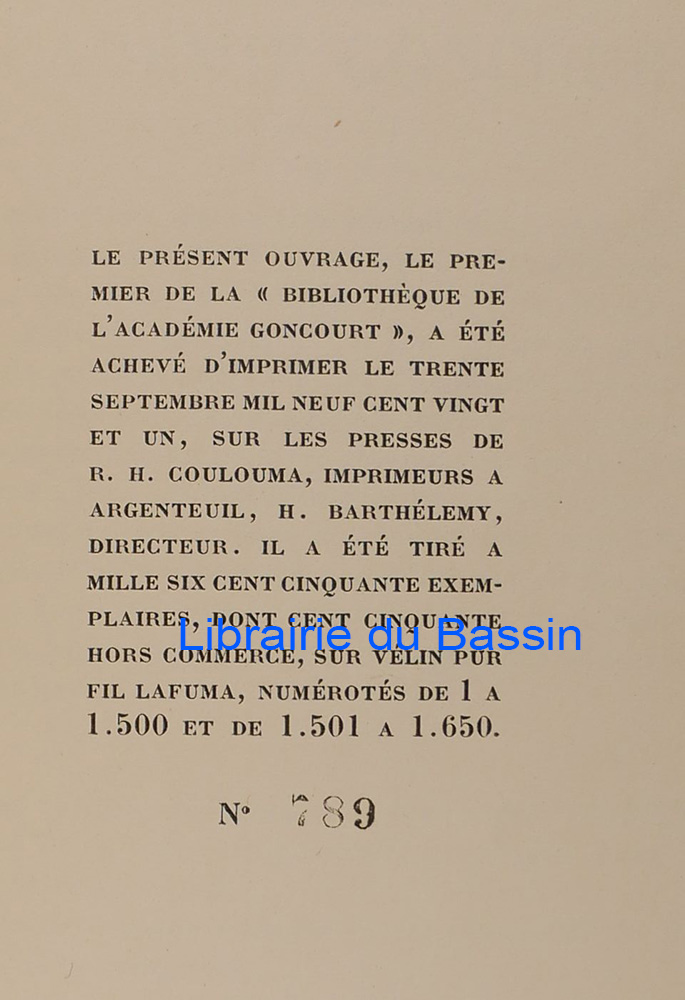 LE PRÉSENT OUVRAGE, LE PRE-
MIER DE LA « BIBLIOTHÈQUE DE
L'ACADÉMIE GONCOURT », A ÉTÉ
ACHEVÉ D'IMPRIMER LE TRENTE
SEPTEMBRE MIL NEUF CENT VINGT
ET UN, SUR LES PRESSES DE
R. H. COULOUMA, IMPRIMEURS A
ARGENTEUIL, H. BARTHÉLEMY,
DIRECTEUR. IL A ÉTÉ TIRÉ A
MILLE SIX CENT CINQUANTE EXEM-
PLAIRES, DONT CENT CINQUANTE
Librairie du Bassin
HORS COMMERCE, SUR VÉLIN PUR
FIL LAFUMA, NUMÉROTÉS DE 1 A
1.500 ET DE 1.501 A 1.650.
Nº 789